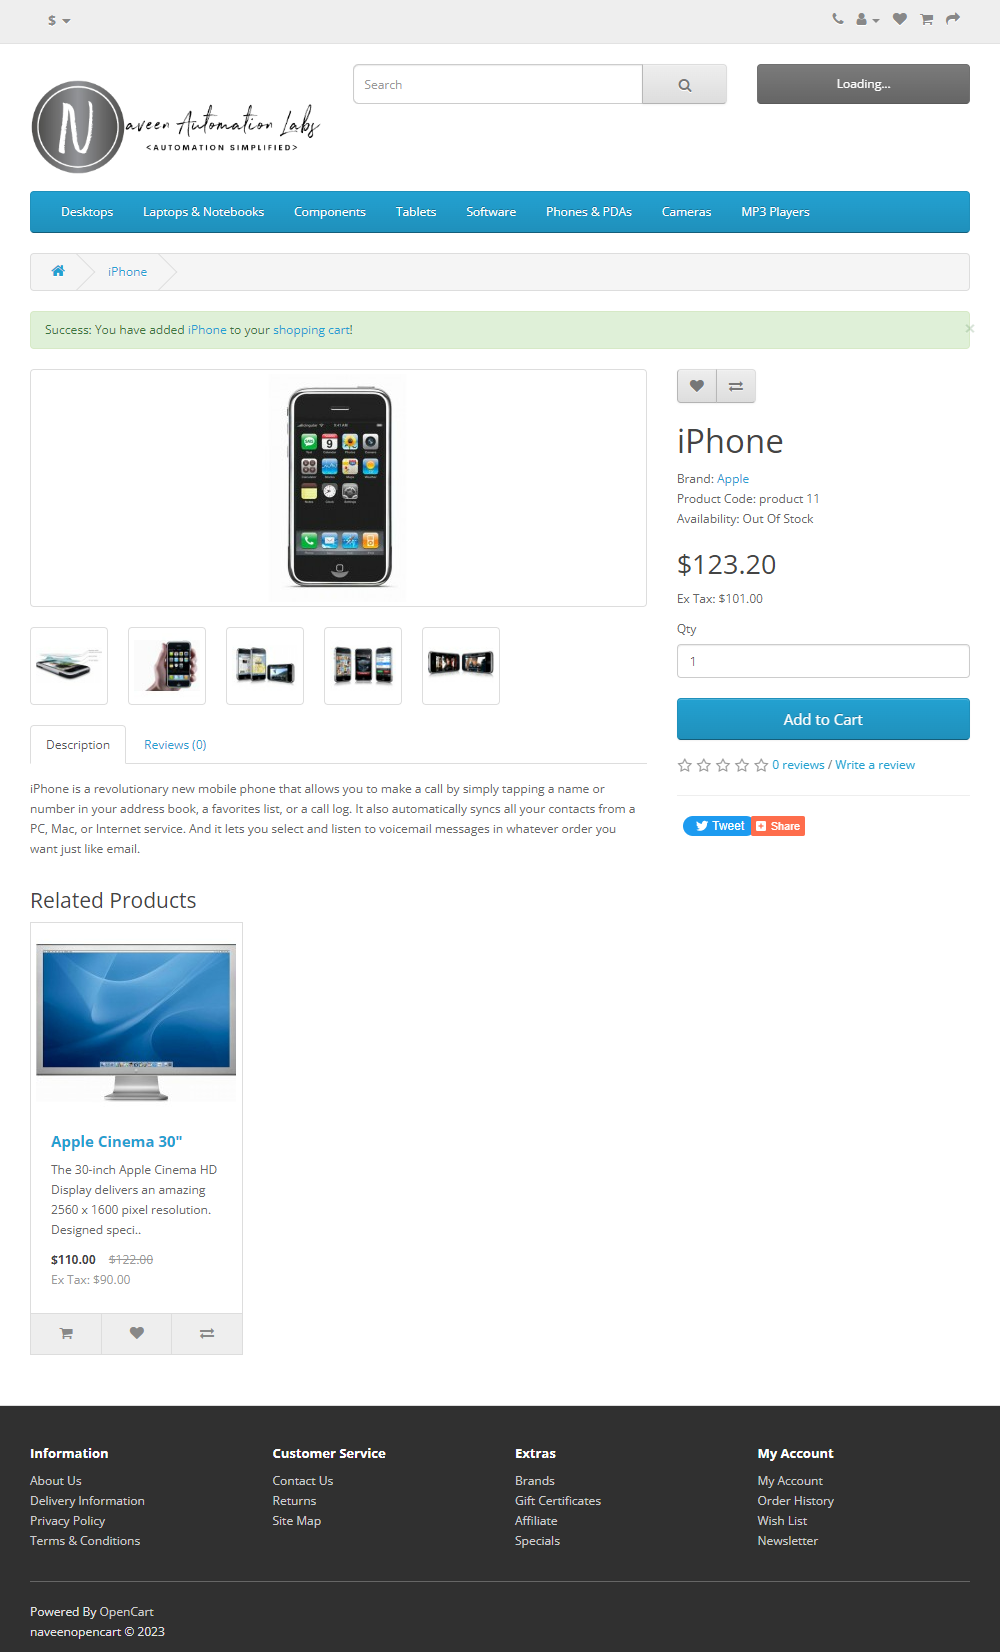 $
Search
Loading...
Naveen Automation Labs
<AUTOMATION SIMPLIFIED>
Desktops Laptops & Notebooks Components Tablets Software Phones & PDAs Cameras MP3 Players
iPhone
Success: You have added iPhone to your shopping cart!
×
iPhone
Brand: Apple
Product Code: product 11
Availability: Out Of Stock
$123.20
Ex Tax: $101.00
Qty
1
Add to Cart
0 reviews / Write a review
Tweet
Share
Description Reviews (0)
iPhone is a revolutionary new mobile phone that allows you to make a call by simply tapping a name or
number in your address book, a favorites list, or a call log. It also automatically syncs all your contacts from a
PC, Mac, or Internet service. And it lets you select and listen to voicemail messages in whatever order you
want just like email.
Related Products
Apple Cinema 30"
The 30-inch Apple Cinema HD
Display delivers an amazing
2560 x 1600 pixel resolution.
Designed speci..
$110.00 $122.00
Ex Tax: $90.00
Information
About Us
Delivery Information
Privacy Policy
Terms & Conditions
Customer Service
Contact Us
Returns
Site Map
Extras
Brands
Gift Certificates
Affiliate
Specials
My Account
My Account
Order History
Wish List
Newsletter
Powered By OpenCart
naveenopencart © 2023